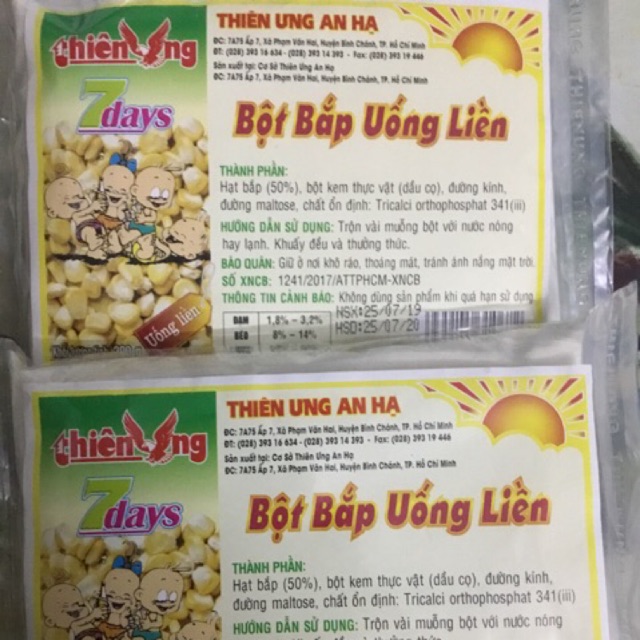 Thiên Ưng
7days
Uống liền
THIÊN ƯNG AN HẠ
ĐC: 7A75 Ấp 7, Xã Phạm Văn Hai, Huyện Bình Chánh, TP. Hồ Chí Minh
ĐT: (028) 393 16 634 - (028) 393 14 393 - Fax: (028) 393 19 446
Sản xuất tại: Cơ Sở Thiên Ưng An Hạ
ĐC: 7A75 Ấp 7, Xã Phạm Văn Hai, Huyện Bình Chánh, TP. Hồ Chí Minh
Bột Bắp Uống Liền
THÀNH PHẦN:
Hạt bắp (50%), bột kem thực vật (dầu cọ), đường kính,
đường maltose, chất ổn định: Tricalci orthophosphat 341(iii)
HƯỚNG DẪN SỬ DỤNG: Trộn vài muỗng bột với nước nóng
hay lạnh. Khuấy đều và thưởng thức.
BẢO QUẢN: Giữ ở nơi khô ráo, thoáng mát, tránh ánh nắng mặt trời.
SỐ XNCB: 1241/2017/ATTPHCM-XNCB
THÔNG TIN CẢNH BÁO: Không dùng sản phẩm khi quá hạn sử dụng
NSX:25/07/19
HSD:25/07/20
ĐẠM 1,8% – 3,2%
BÉO 8% – 14%
Thiên Ưng
7days
THIÊN ƯNG AN HẠ
ĐC: 7A75 Ấp 7, Xã Phạm Văn Hai, Huyện Bình Chánh, TP. Hồ Chí Minh
ĐT: (028) 393 16 634 - (028) 393 14 393 - Fax: (028) 393 19 446
Sản xuất tại: Cơ Sở Thiên Ưng An Hạ
ĐC: 7A75 Ấp 7, Xã Phạm Văn Hai, Huyện Bình Chánh, TP. Hồ Chí Minh
Bột Bắp Uống Liền
THÀNH PHẦN:
Hạt bắp (50%), bột kem thực vật (dầu cọ), đường kính,
đường maltose, chất ổn định: Tricalci orthophosphat 341(iii)
HƯỚNG DẪN SỬ DỤNG: Trộn vài muỗng bột với nước nóng